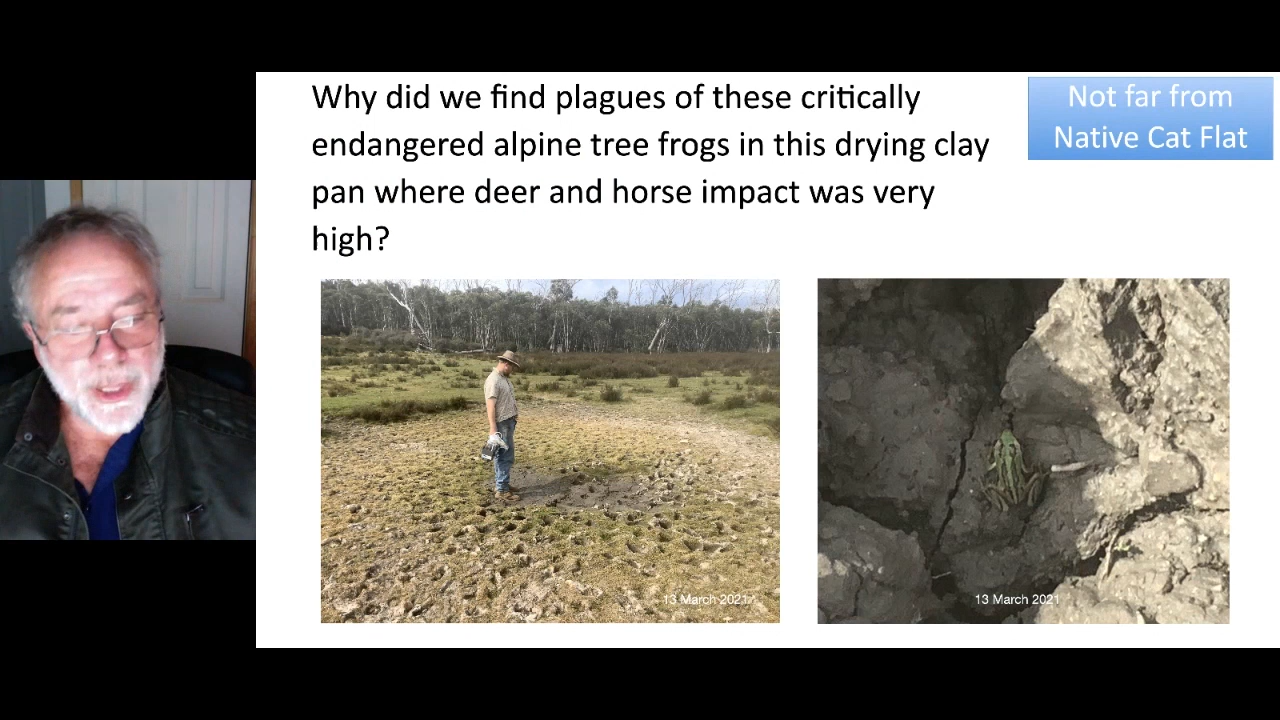 Why did we find plagues of these critically
endangered alpine tree frogs in this drying clay
pan where deer and horse impact was very
high?
Not far from
Native Cat Flat
13 March 2021
13 March 2021